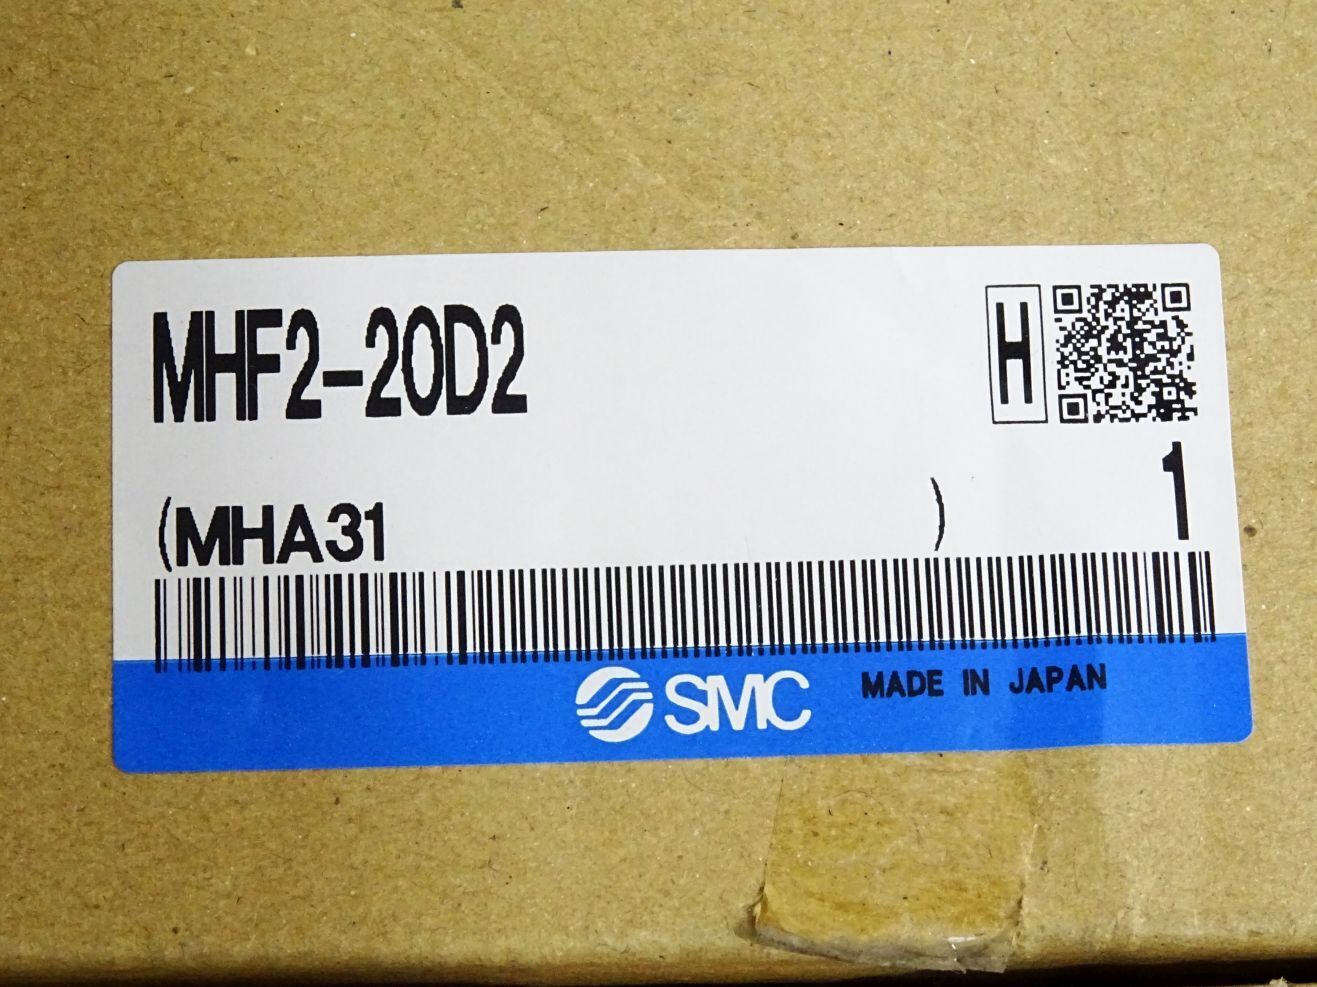 MHF2-20D2
H
1
(MHA31 )
SMC
MADE IN JAPAN